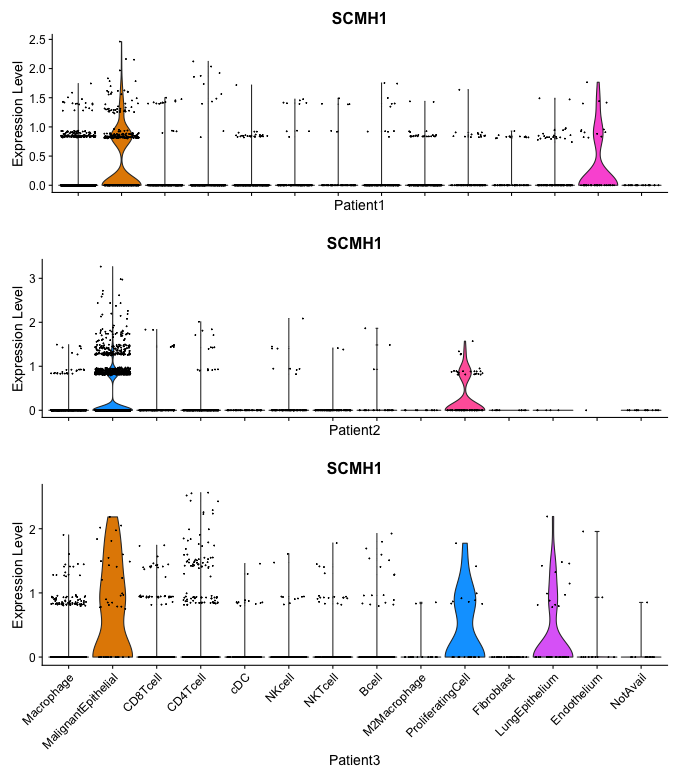 SCMH1
Expression Level
2.5
2.0
1.5
1.0
0.5
0.0
Patient1
SCMH1
Expression Level
3
2
1
0
Patient2
SCMH1
Expression Level
2
1
0
Macrophage
MalignantEpithelial
CD8Tcell
CD4Tcell
cDC
NKcell
NKTcell
Bcell
M2Macrophage
ProliferatingCell
Fibroblast
LungEpithelium
Endothelium
NotAvail
Patient3